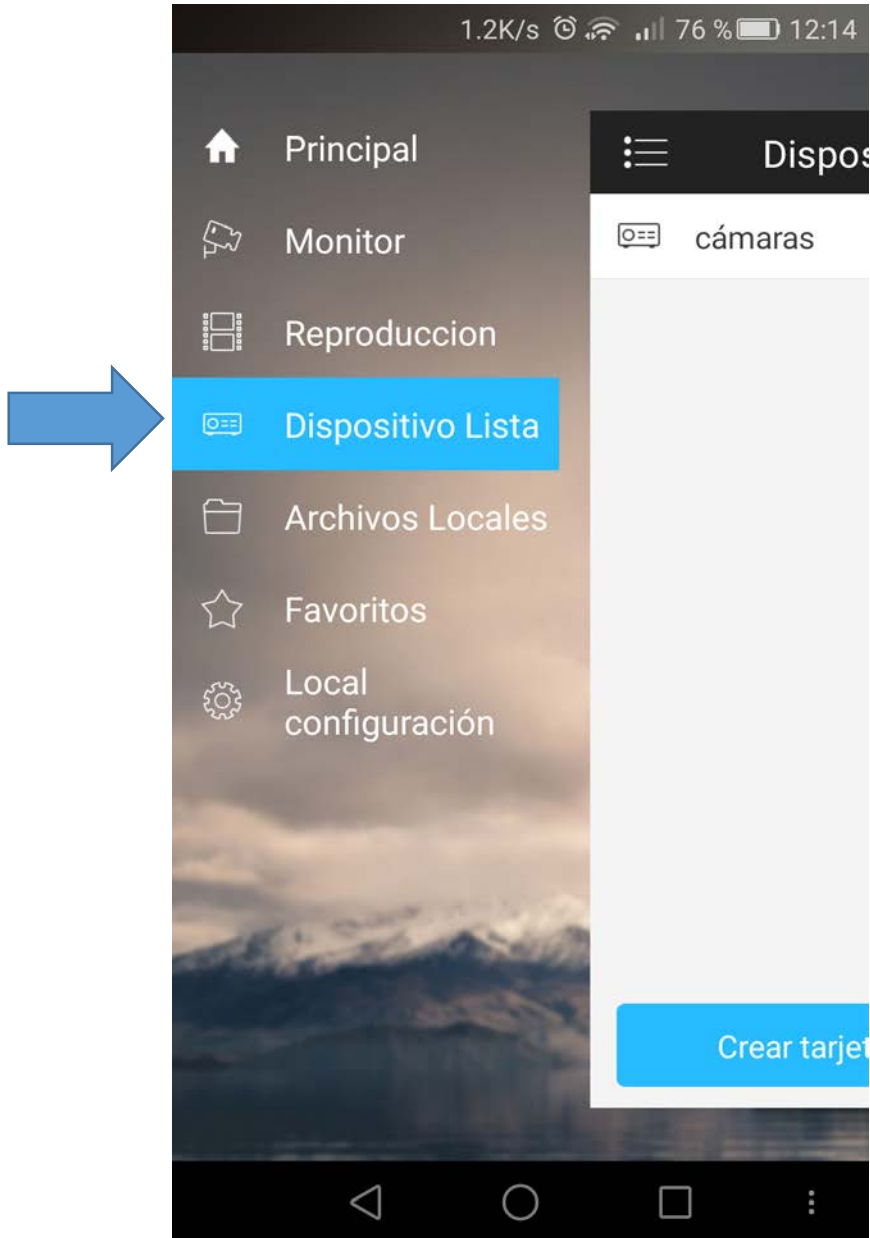 1.2K/s 76 % 12:14
Principal
Monitor
Reproduccion
Dispositivo Lista
Archivos Locales
Favoritos
Local
configuración
Dispos
cámaras
Crear tarjet